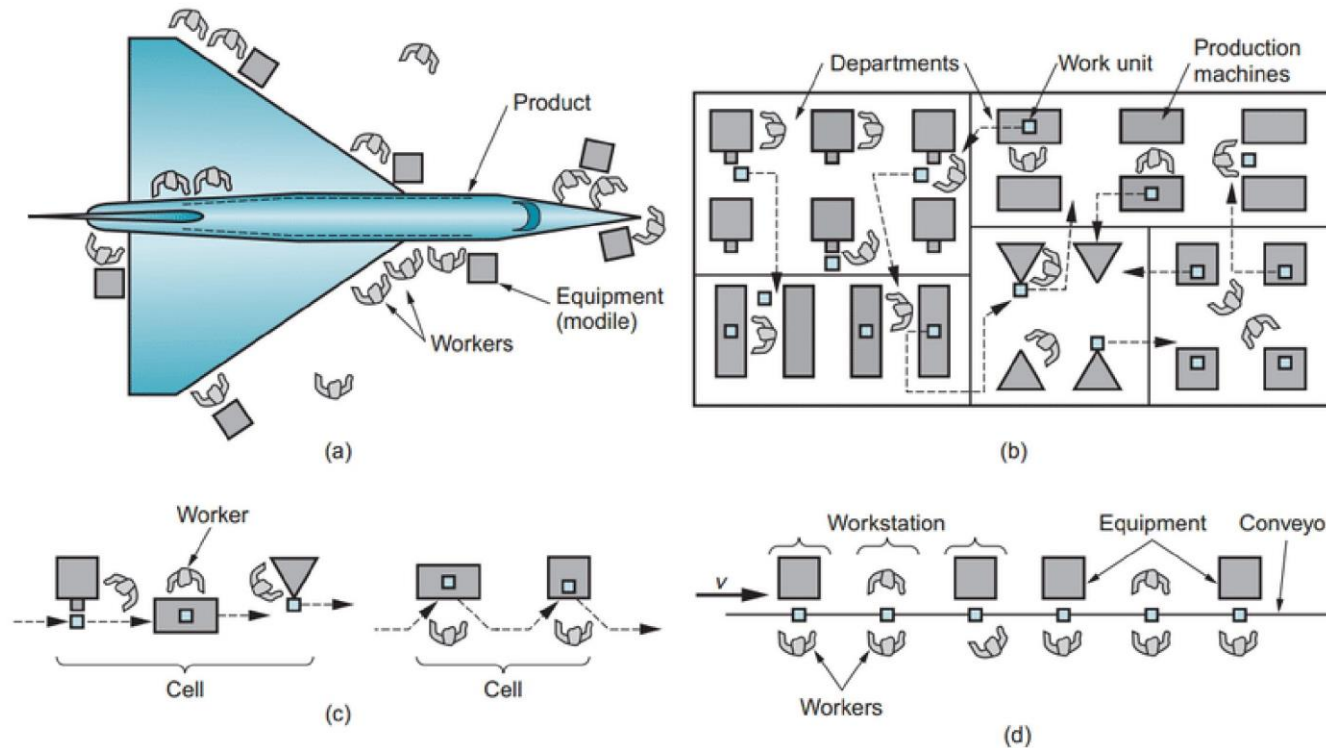 Product
Equipment
(modile)
Workers
(a)
Departments
Work unit
Production
machines
(b)
Worker
Cell
Cell
(c)
Workstation
Equipment
Conveyo
v
Workers
(d)